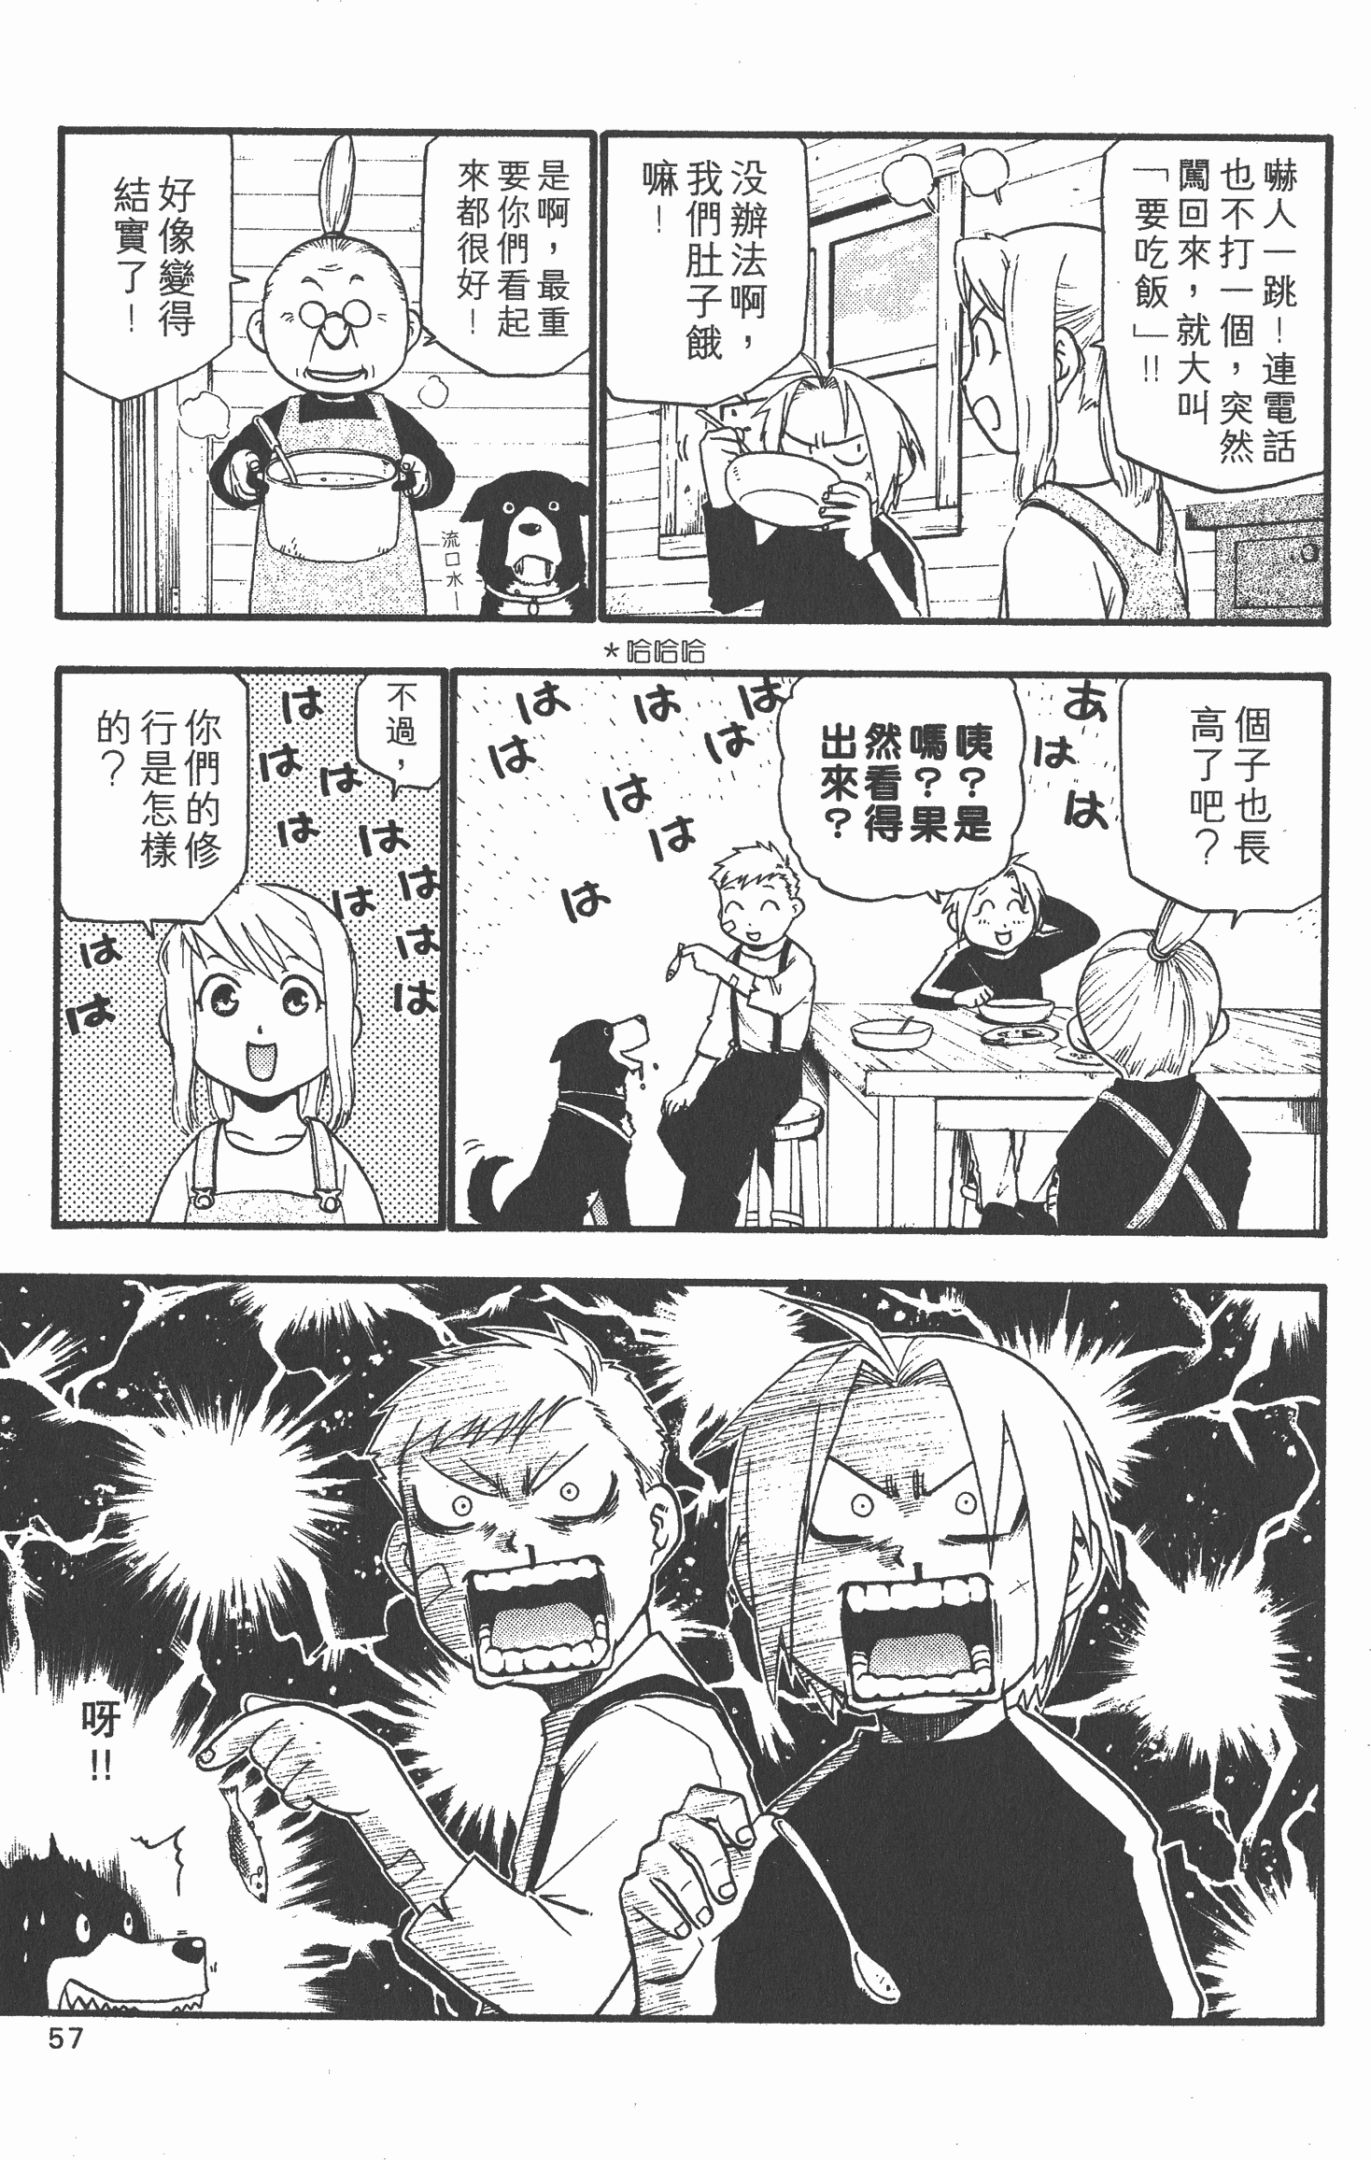 嚇人一跳！連電話
也不打一個，突然
闖回來，就大叫
「要吃飯」!!
没辦法啊，
我們肚子餓
嘛！
是啊，最重
要你們看起
來都很好！
好像變得
結實了！
流口水—
*哈哈哈
個子也長
高了吧？
あ
は
は
咦？是
嗎？果
然看得
出來？
は
は
は
は
は
は
は
は
不過，
は
は
は
は
は
は
は
は
は
你們的修
行是怎樣
的？
は
は
呀!!
57